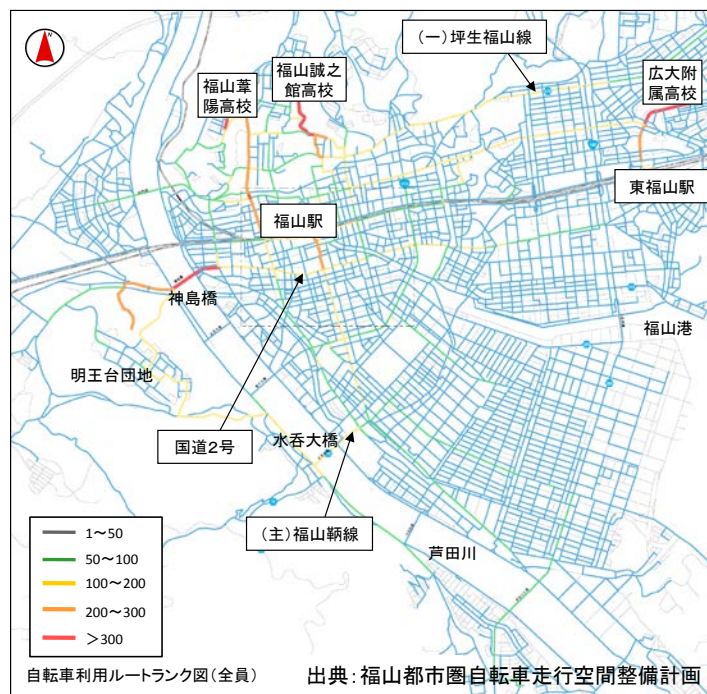 (一)坪生福山線
福山誠之
館高校
福山葦
陽高校
広大附
属高校
東福山駅
福山駅
神島橋
福山港
明王台団地
国道2号
水呑大橋
(主)福山鞆線
芦田川
1~50
50~100
100~200
200~300
>300
自転車利用ルートランク図(全員)
出典:福山都市圏自転車走行空間整備計画